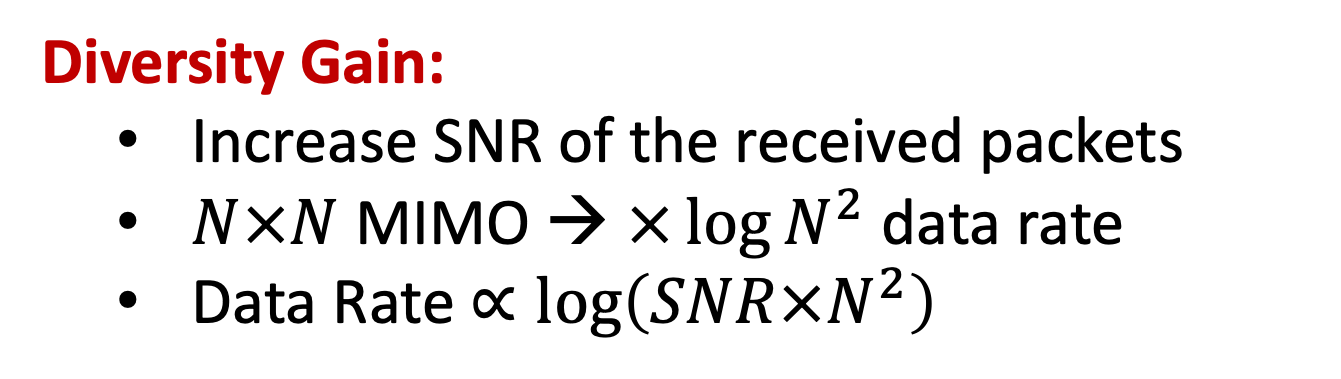 Diversity Gain:
• Increase SNR of the received packets
• N×N MIMO → × log N² data rate
• Data Rate ∝ log(SNR×N²)